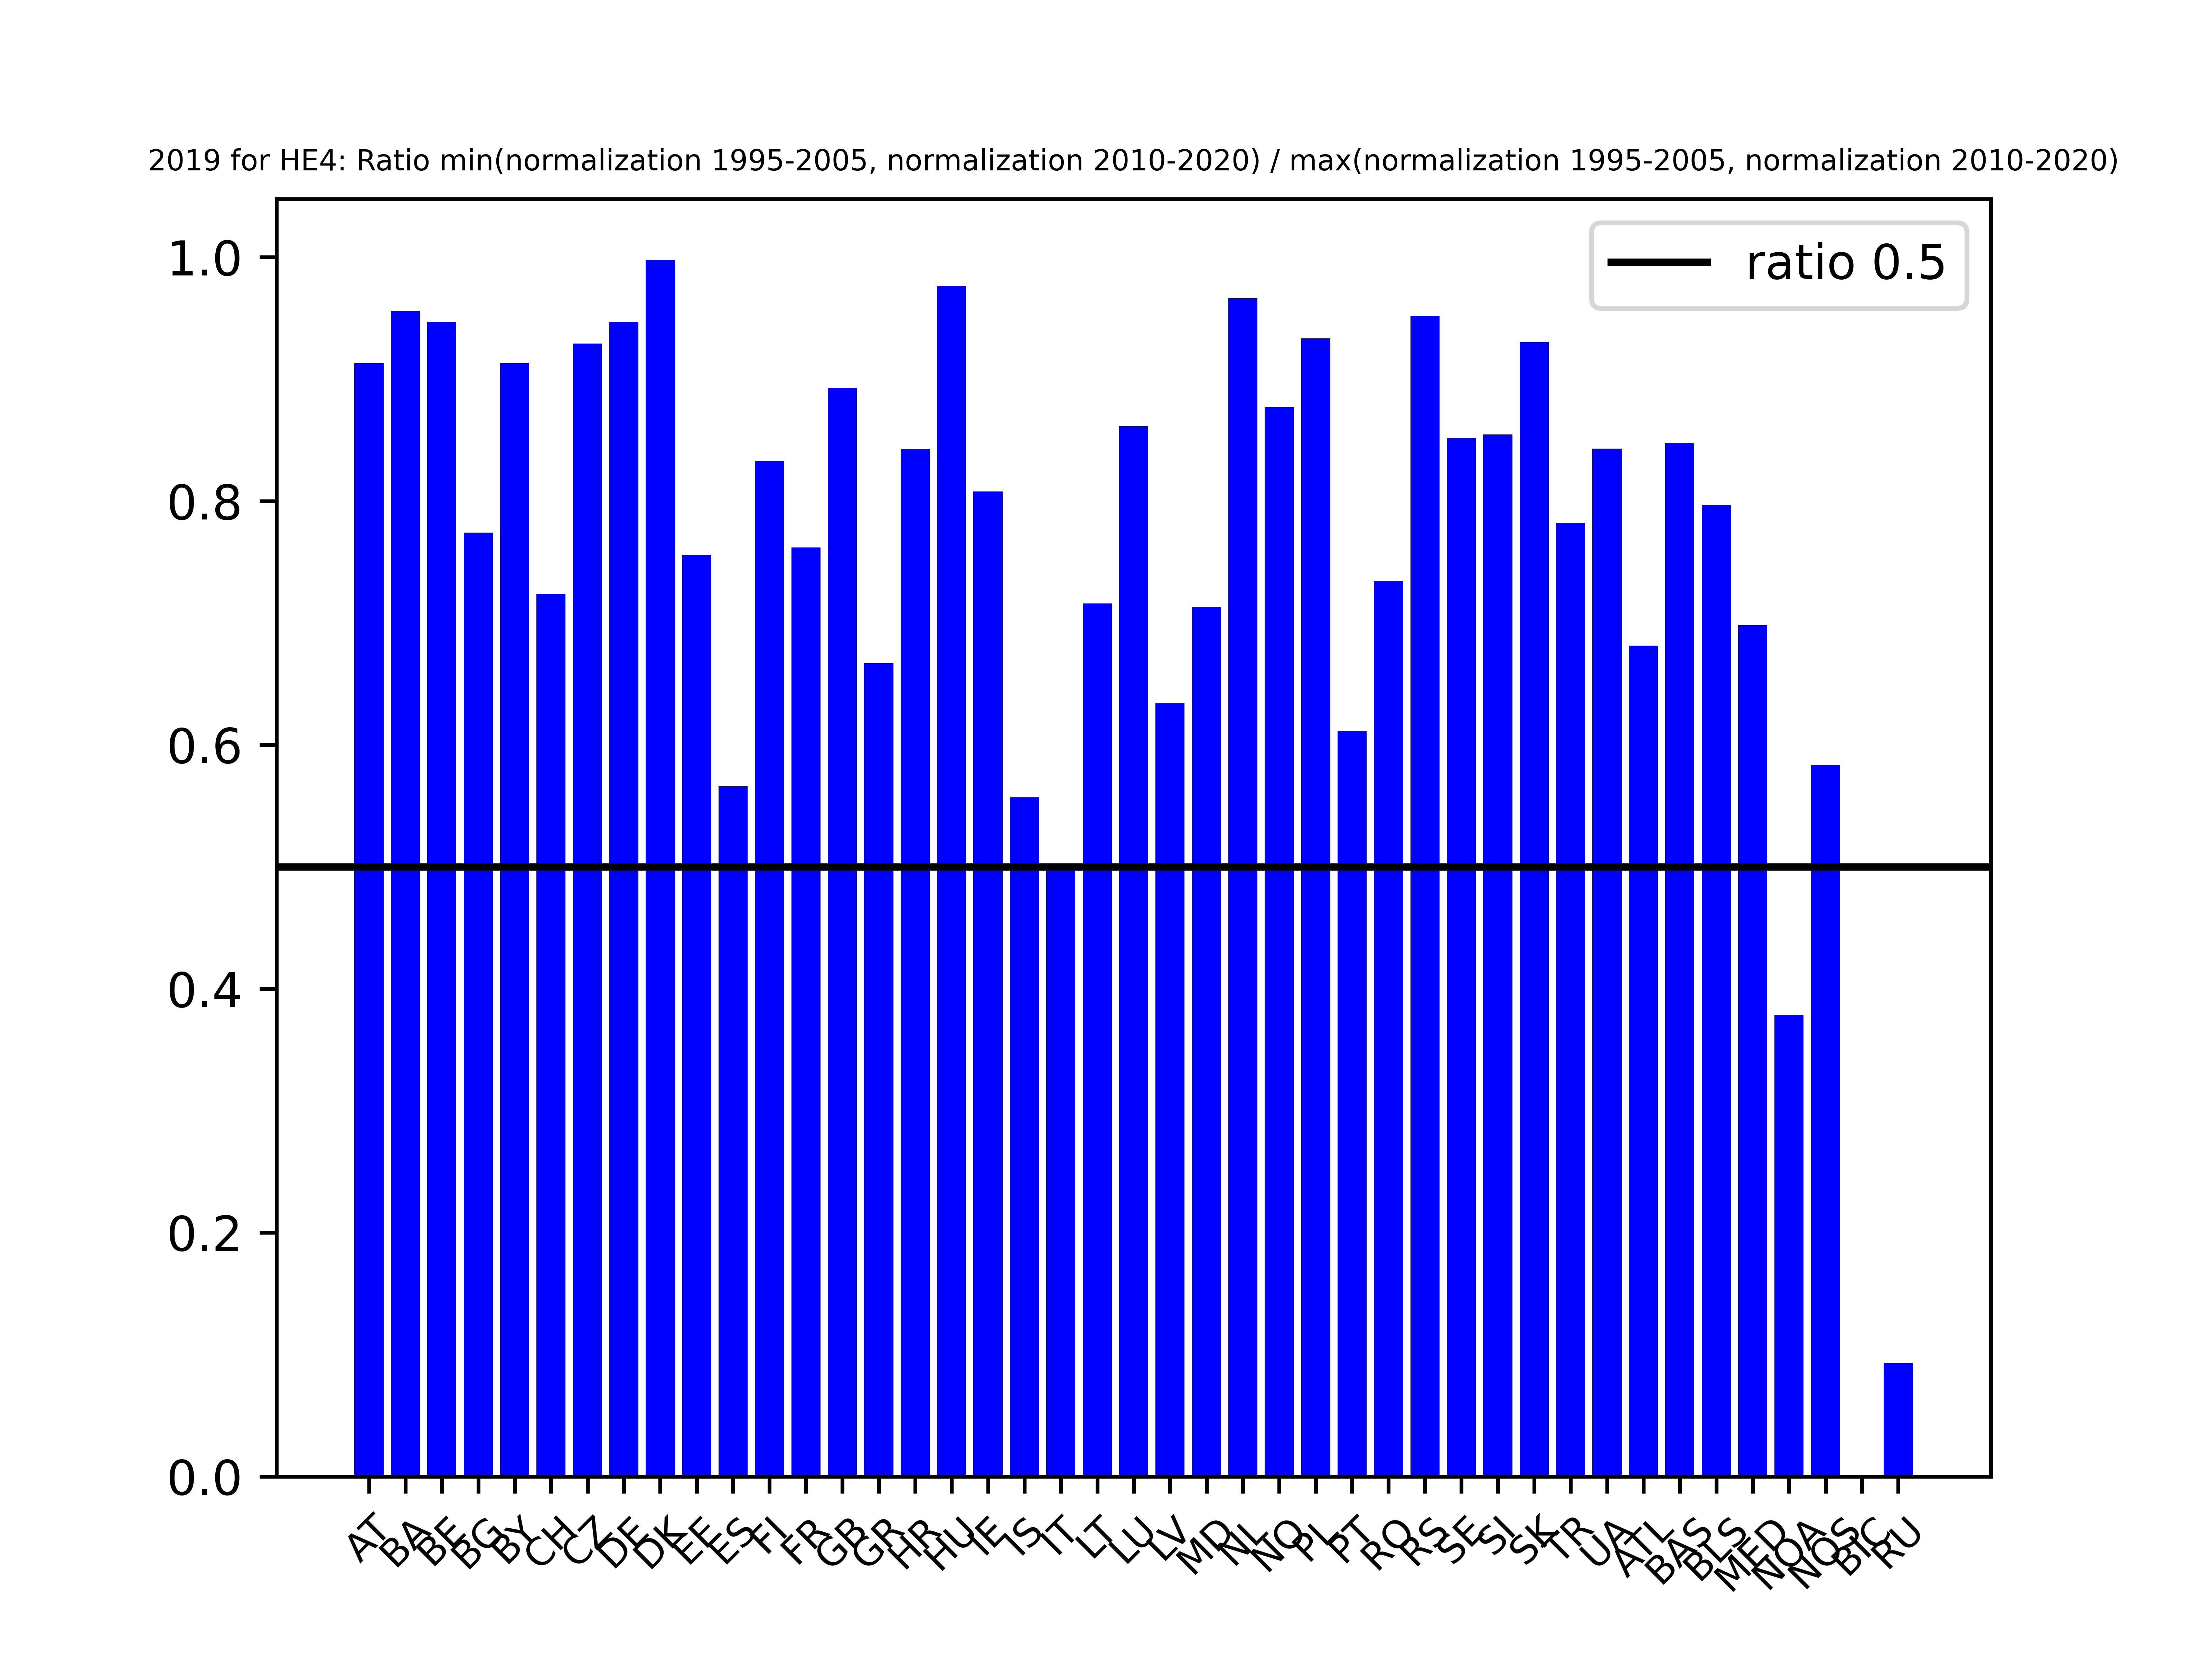 2019 for HE4: Ratio min(normalization 1995-2005, normalization 2010-2020) / max(normalization 1995-2005, normalization 2010-2020)
ratio 0.5
1.0
0.8
0.6
0.4
0.2
0.0
AT BA BE BG BY CH CZ DE DK EE ES FI FR GB GR HR HU IE IS IT LT LU LV MD NL NO PL PT RO RS SE SI SK TR UA ATL BAS BLS MED NOA NOS BIC RU